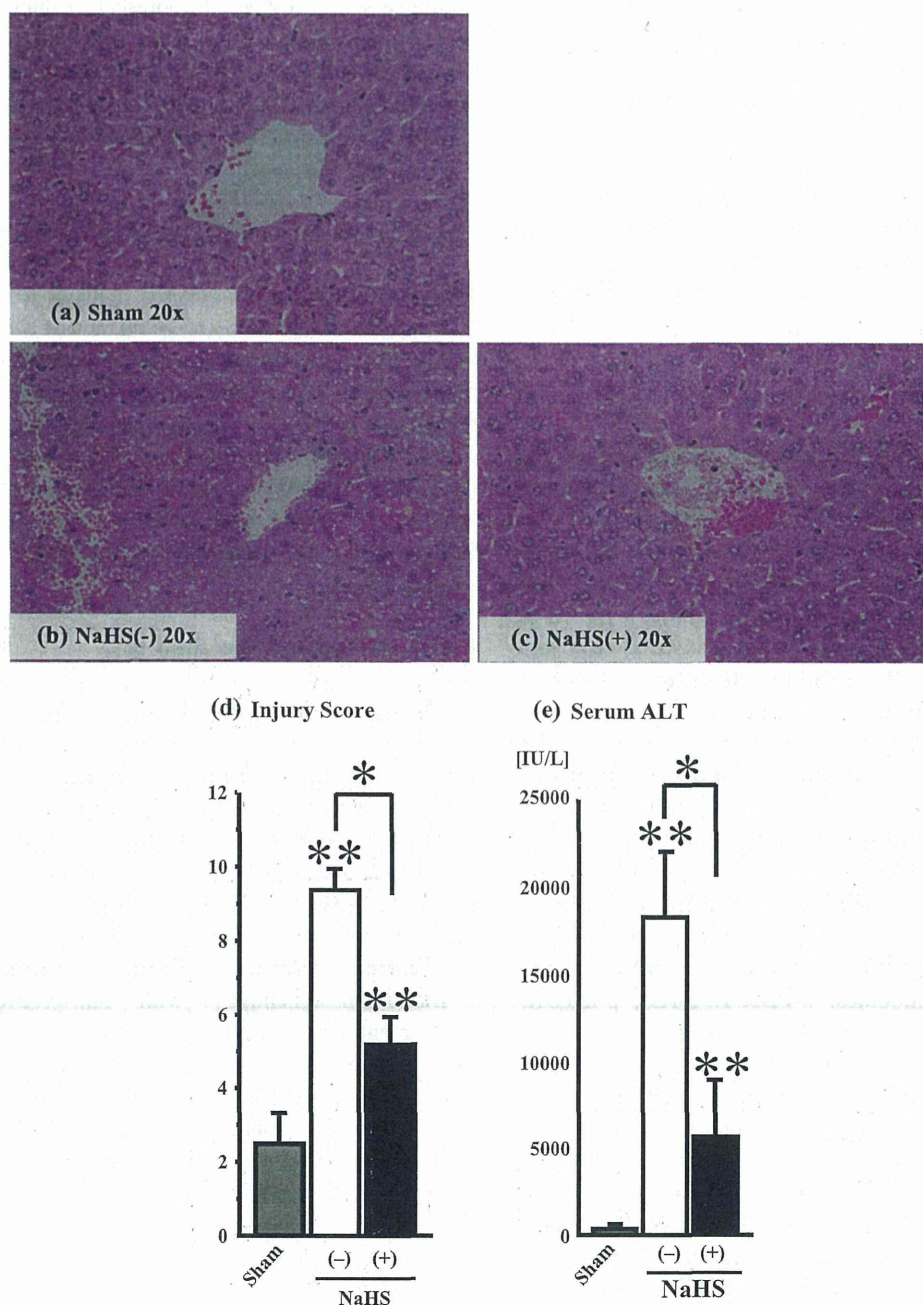 (a) Sham 20x
(b) NaHS(-) 20x
(c) NaHS(+) 20x
(d) Injury Score
(e) Serum ALT
12
10
8
6
4
2
0
*
**
**
Sham
(–)
(+)
NaHS
[IU/L]
25000
20000
15000
10000
5000
0
*
**
**
Sham
(–)
(+)
NaHS